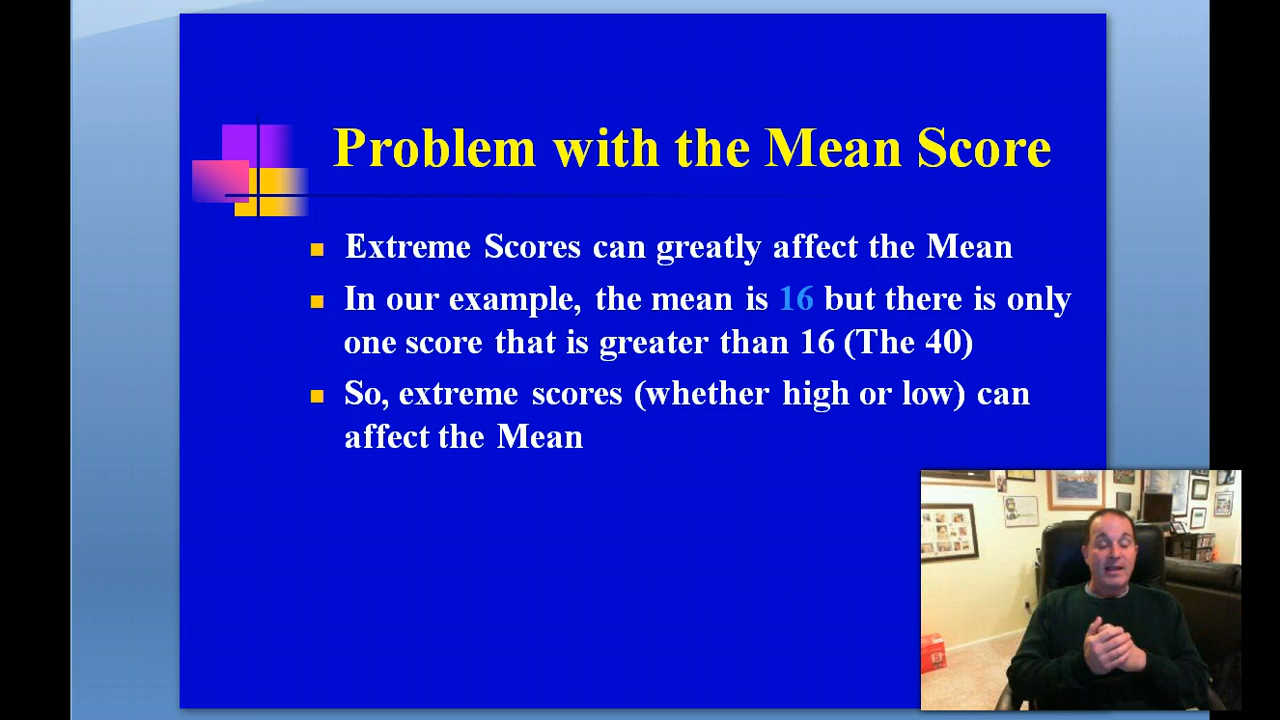 Problem with the Mean Score
Extreme Scores can greatly affect the Mean
In our example, the mean is 16 but there is only
one score that is greater than 16 (The 40)
So, extreme scores (whether high or low) can
affect the Mean